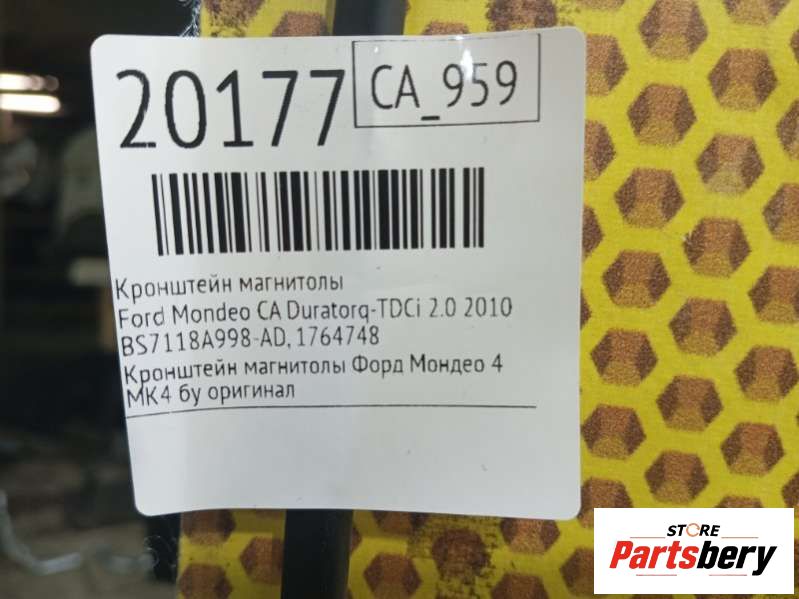 20177
CA_959
Кронштейн магнитолы
Ford Mondeo CA Duratorq-TDCi 2.0 2010
BS7118A998-AD, 1764748
Кронштейн магнитолы Форд Мондео 4
МК4 бу оригинал
STORE
Partsbery